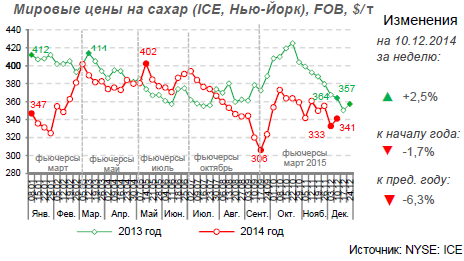 Мировые цены на сахар (ICE, Нью-Йорк), FOB, $/т
Изменения
на 10.12.2014
за неделю:
+2,5%
к началу года:
-1,7%
к пред. году:
-6,3%
420
400
380
360
340
320
300
280
412
414
402
347
306
364
357
333
341
фьючерсы март
фьючерсы май
фьючерсы июль
фьючерсы октябрь
фьючерсы март 2015
Янв. Фев. Мар. Апр. Май Июн. Июл. Авг. Сент. Окт. Нояб. Дек.
2013 год
2014 год
Источник: NYSE: ICE